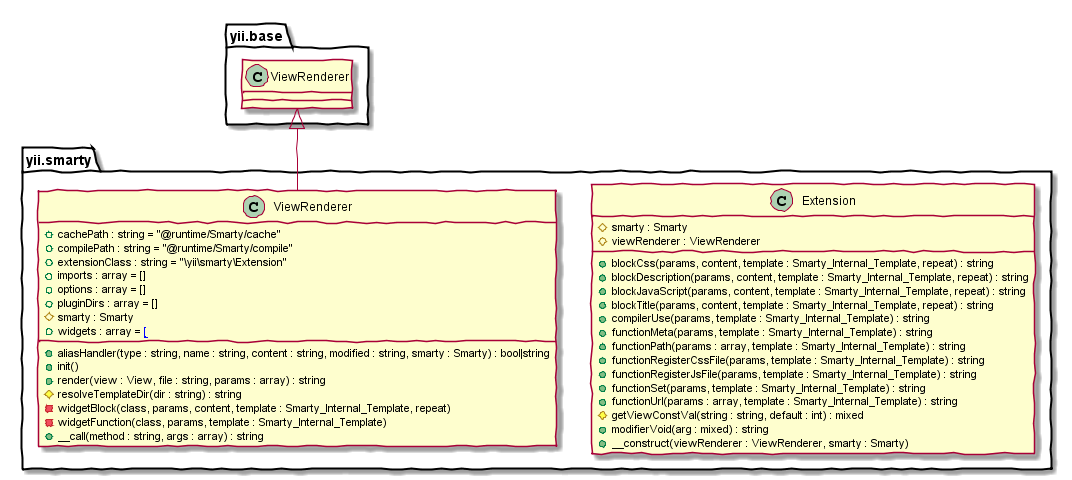 yii.base
C ViewRenderer
yii.smarty
C ViewRenderer
cachePath : string = "@runtime/Smarty/cache"
compilePath : string = "@runtime/Smarty/compile"
extensionClass : string = "\yii\smarty\Extension"
imports : array = []
options : array = []
pluginDirs : array = []
smarty : Smarty
widgets : array = [
aliasHandler(type : string, name : string, content : string, modified : string, smarty : Smarty) : bool|string
init()
render(view : View, file : string, params : array) : string
resolveTemplateDir(dir : string) : string
widgetBlock(class, params, content, template : Smarty_Internal_Template, repeat)
widgetFunction(class, params, template : Smarty_Internal_Template)
__call(method : string, args : array) : string
C Extension
smarty : Smarty
viewRenderer : ViewRenderer
blockCss(params, content, template : Smarty_Internal_Template, repeat) : string
blockDescription(params, content, template : Smarty_Internal_Template, repeat) : string
blockJavaScript(params, content, template : Smarty_Internal_Template, repeat) : string
blockTitle(params, content, template : Smarty_Internal_Template, repeat) : string
compilerUse(params, template : Smarty_Internal_Template) : string
functionMeta(params, template : Smarty_Internal_Template) : string
functionPath(params : array, template : Smarty_Internal_Template) : string
functionRegisterCssFile(params, template : Smarty_Internal_Template) : string
functionRegisterJsFile(params, template : Smarty_Internal_Template) : string
functionSet(params, template : Smarty_Internal_Template) : string
functionUrl(params : array, template : Smarty_Internal_Template) : string
getViewConstVal(string : string, default : int) : mixed
modifierVoid(arg : mixed) : string
__construct(viewRenderer : ViewRenderer, smarty : Smarty)